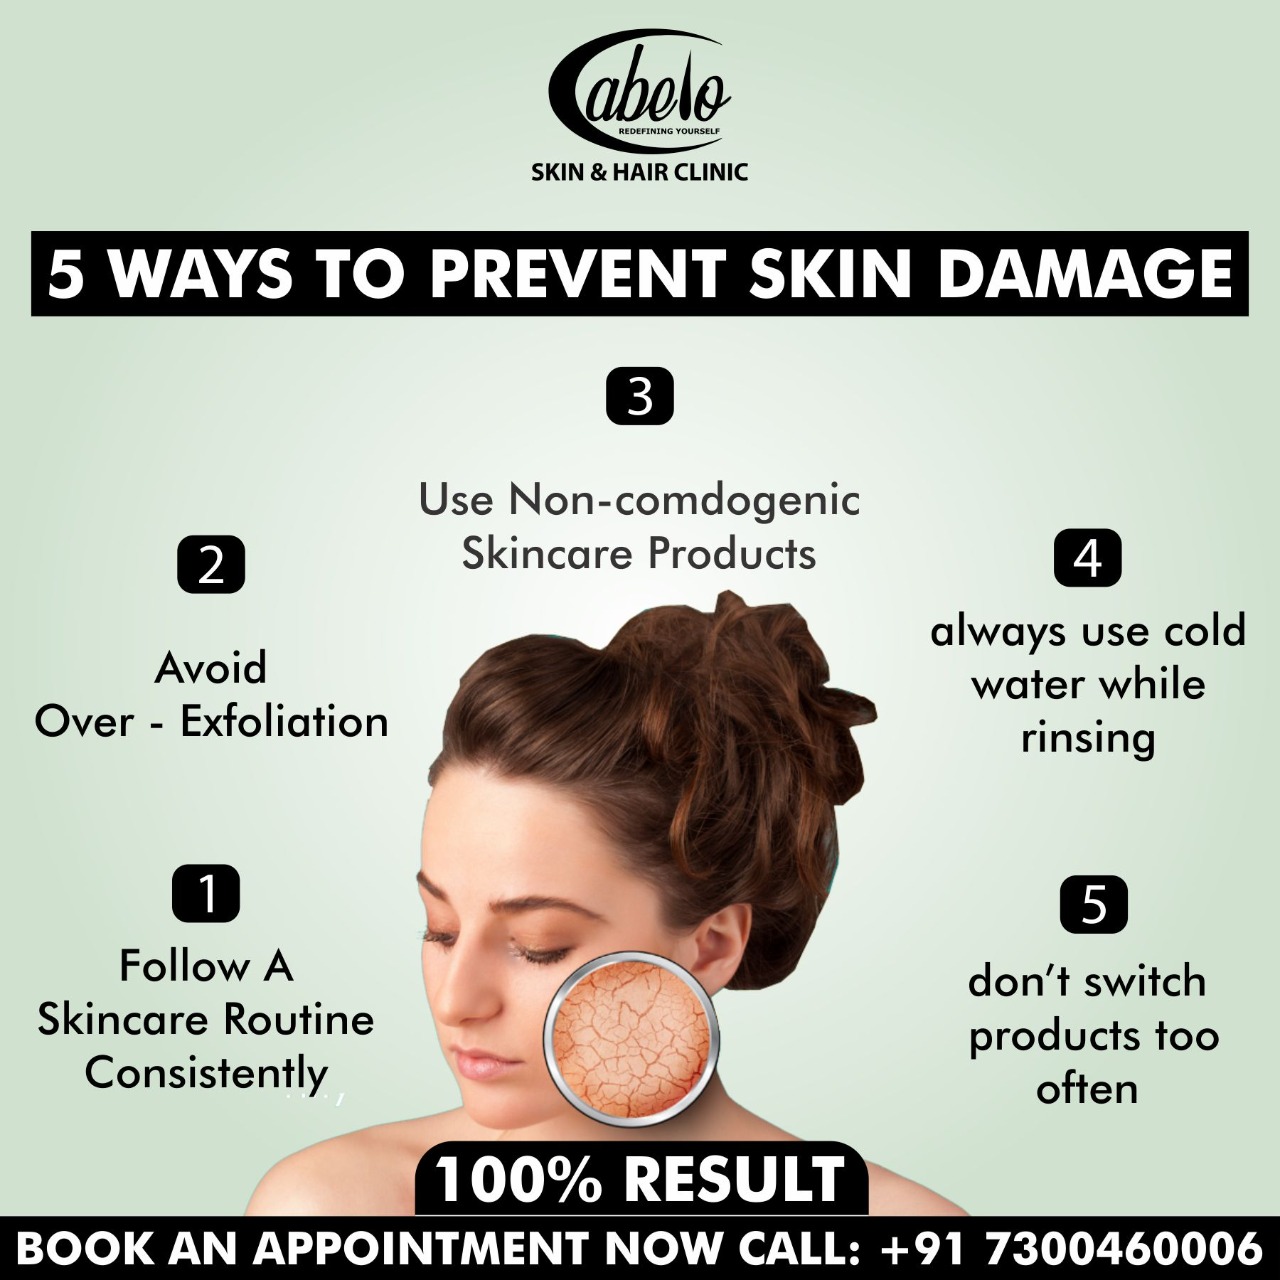 Cabelo
REDEFINING YOURSELF
SKIN & HAIR CLINIC
5 WAYS TO PREVENT SKIN DAMAGE
1
Follow A
Skincare Routine
Consistently
2
Avoid
Over - Exfoliation
3
Use Non-comdogenic
Skincare Products
4
always use cold
water while
rinsing
5
don't switch
products too
often
100% RESULT
BOOK AN APPOINTMENT NOW CALL: +91 7300460006